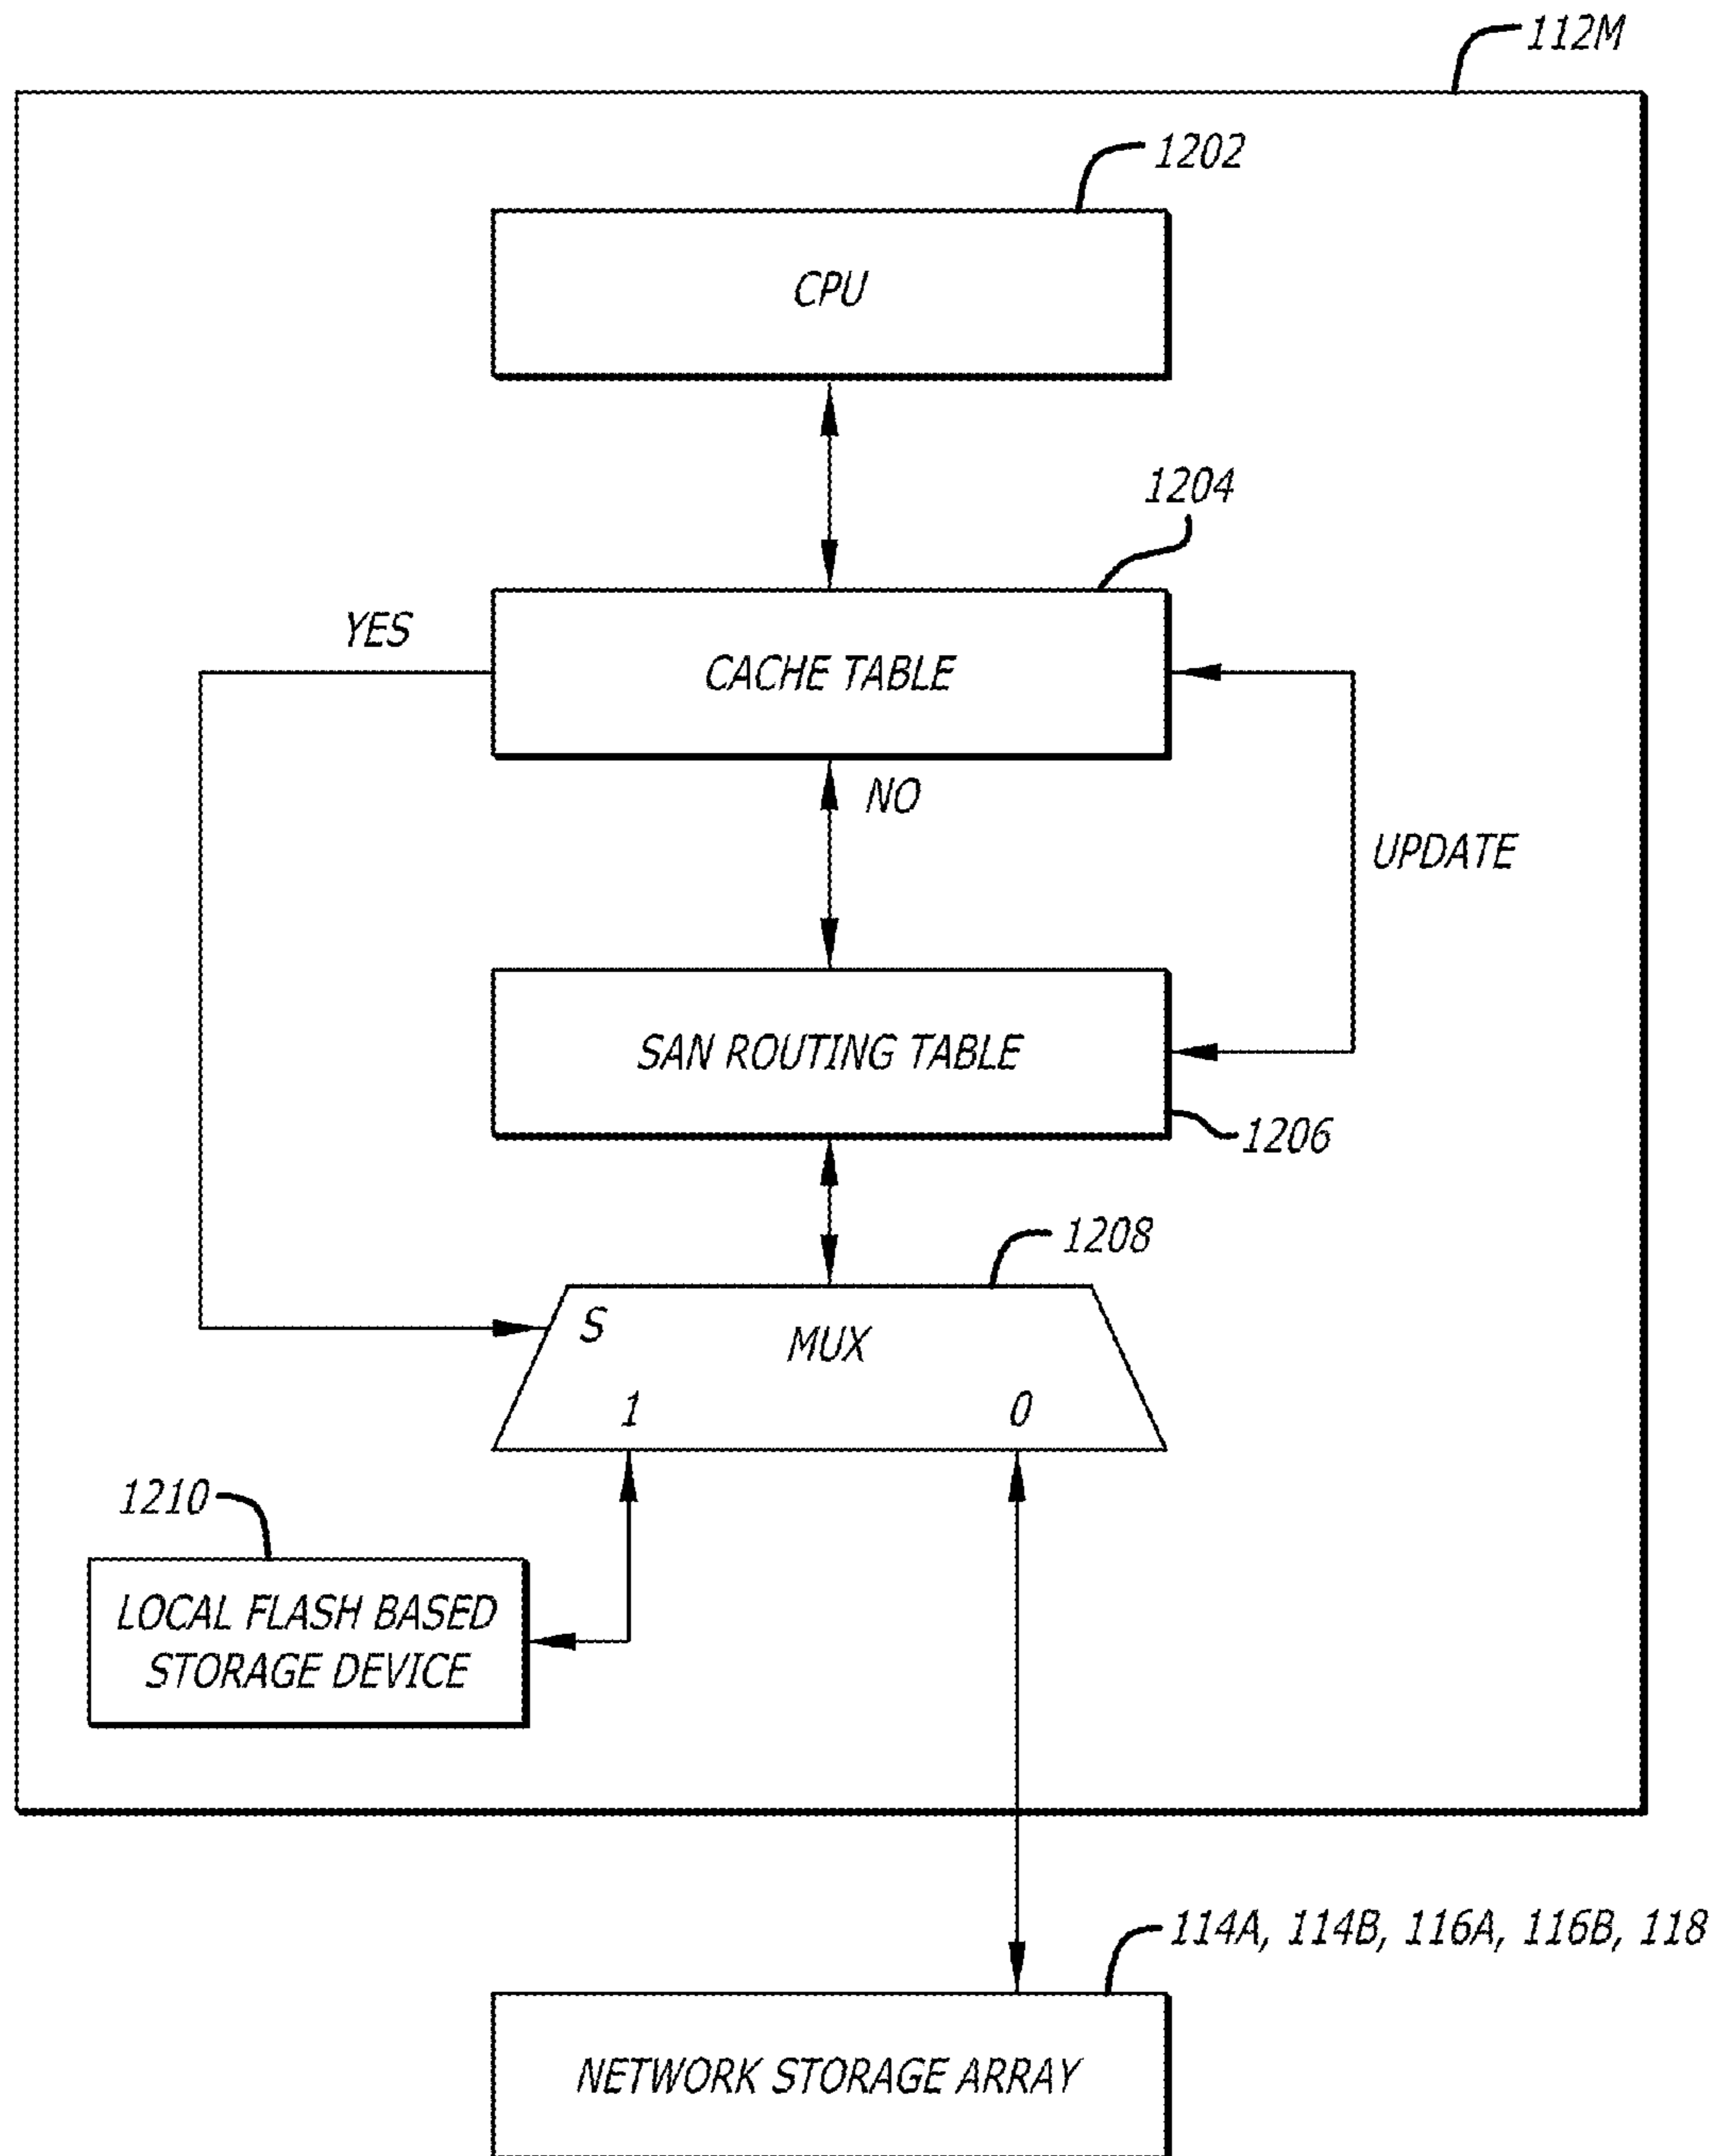 112M
1202
CPU
1204
YES
CACHE TABLE
NO
UPDATE
SAN ROUTING TABLE
1206
1208
S
MUX
1
0
1210
LOCAL FLASH BASED
STORAGE DEVICE
114A, 114B, 116A, 116B, 118
NETWORK STORAGE ARRAY